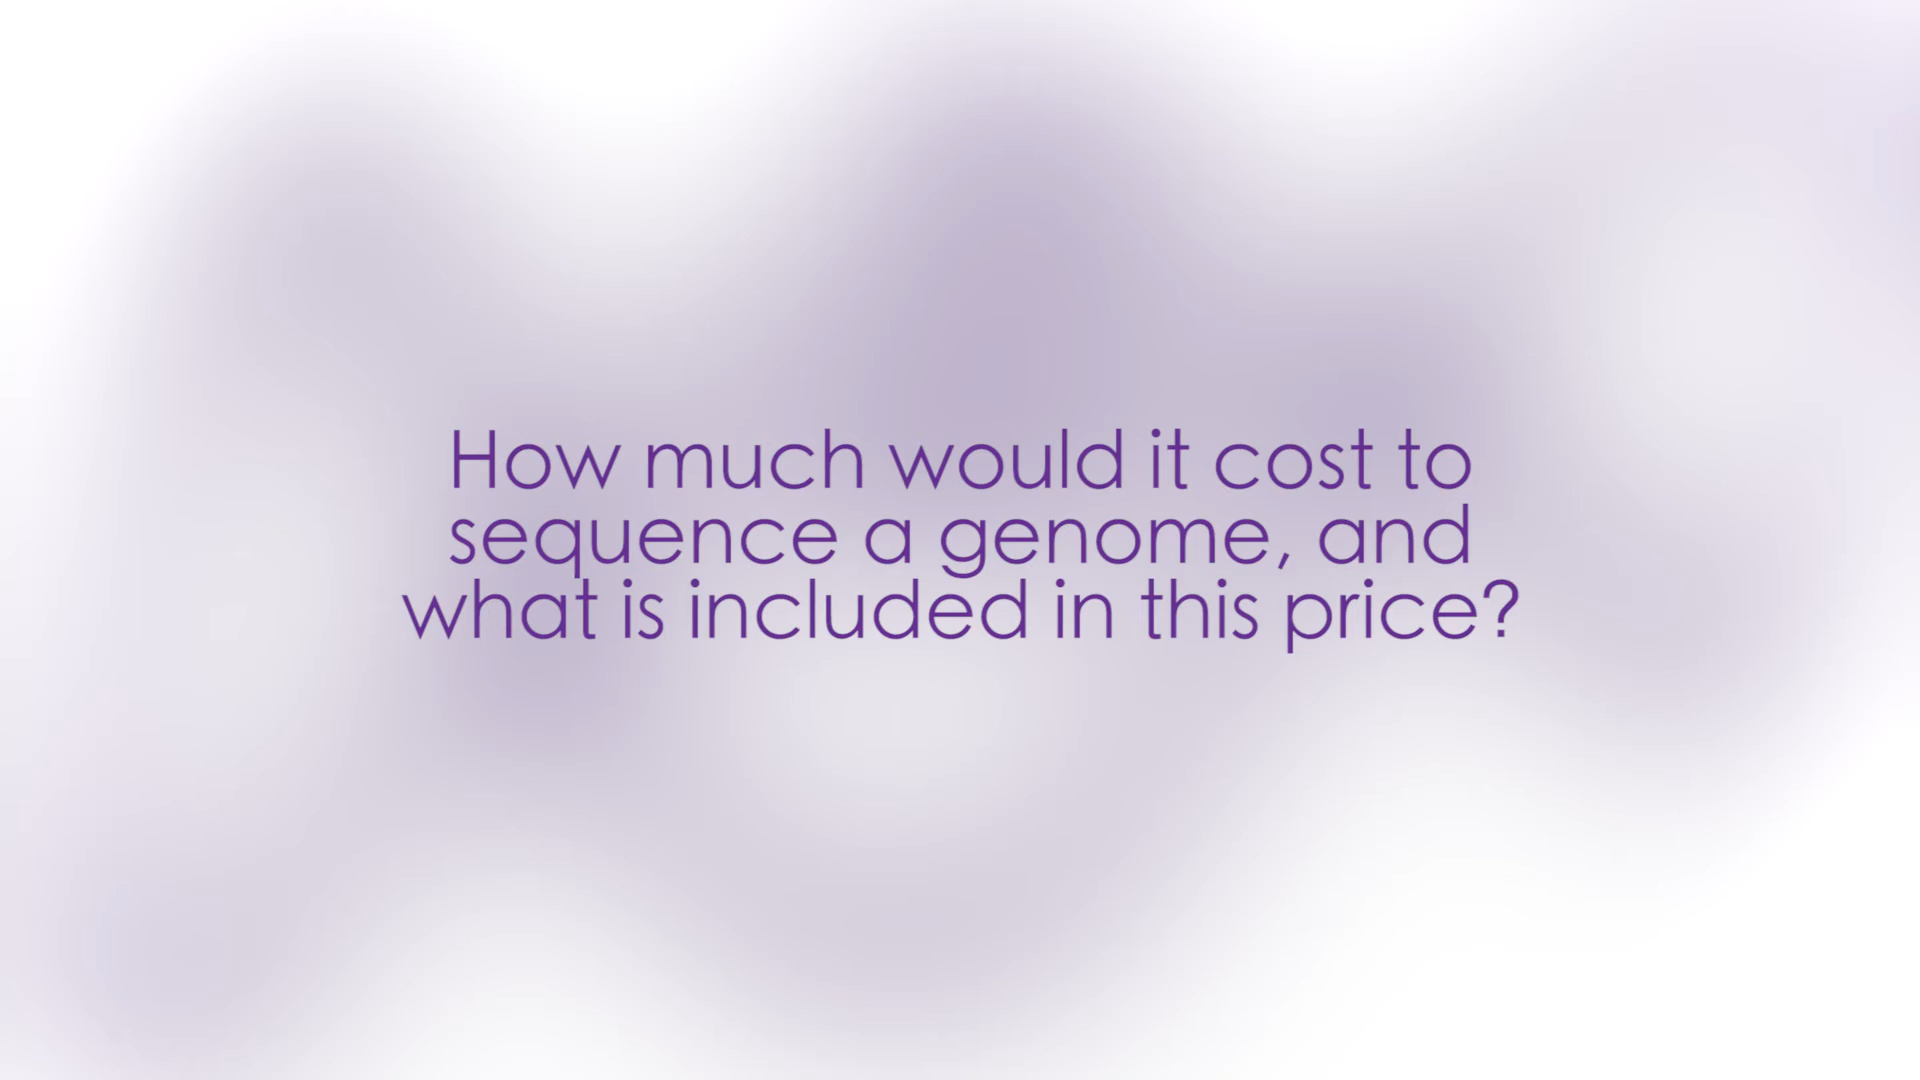 How much would it cost to
sequence a genome, and
what is included in this price?